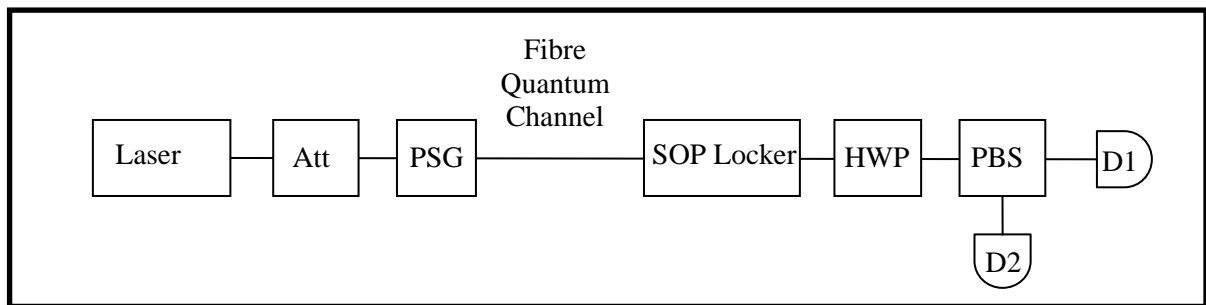 Fibre
Quantum
Channel
Laser
Att
PSG
SOP Locker
HWP
PBS
D1
D2